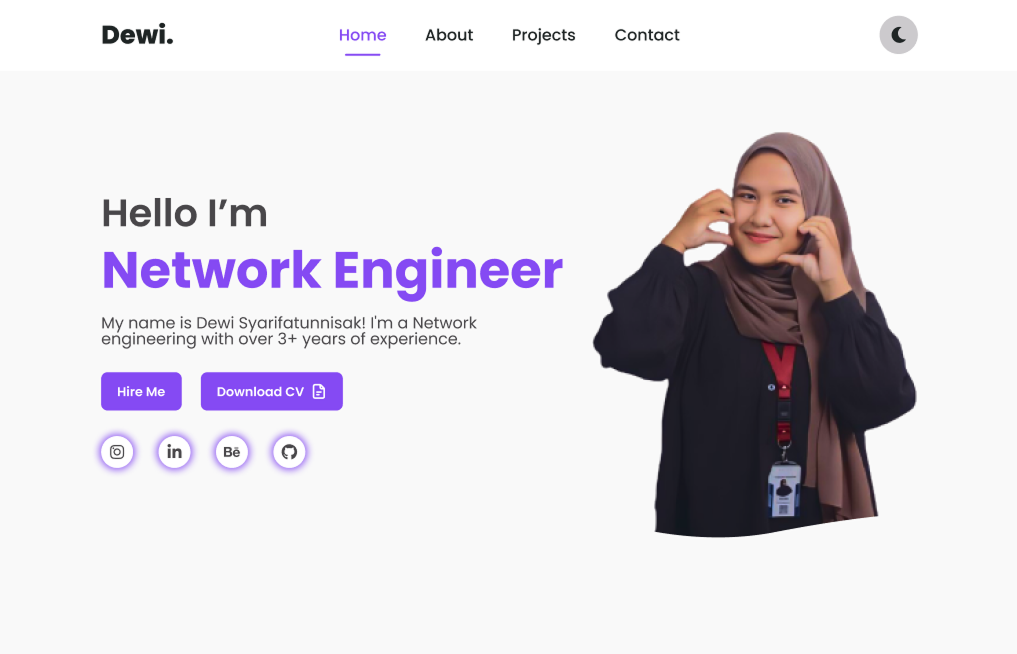 Dewi.
Home About Projects Contact
Hello I’m
Network Engineer
My name is Dewi Syarifatunnisak! I'm a Network
engineering with over 3+ years of experience.
Hire Me
Download CV
in
Bē